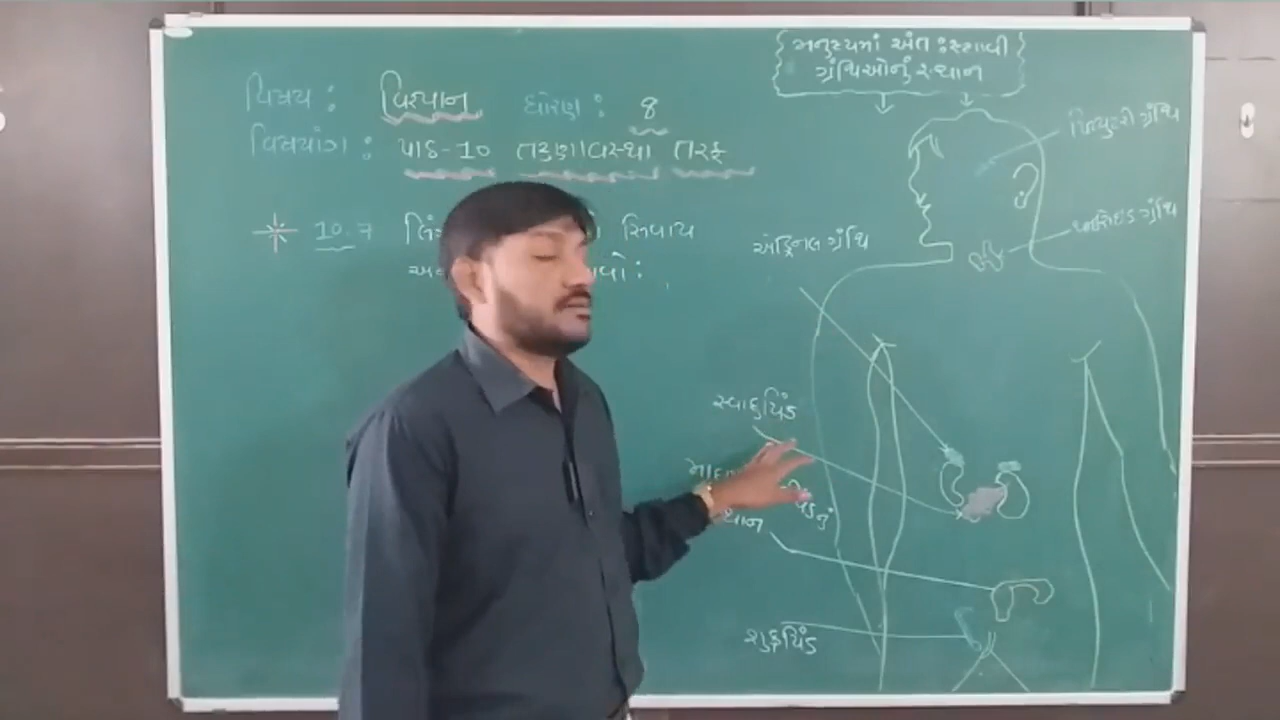 વિષય : વિજ્ઞાન ધોરણ : 8
વિષયાંગ : પાઠ-10 તરુણાવસ્થા તરફ
10.7 સિવાય
મનુષ્યમાં અંતઃસ્ત્રાવી
ગ્રંથિઓનું સ્થાન
પિટ્યુટરી ગ્રંથિ
થાઇરોઇડ ગ્રંથિ
એડ્રિનલ ગ્રંથિ
સ્વાદુપિંડ
શુક્રપિંડ